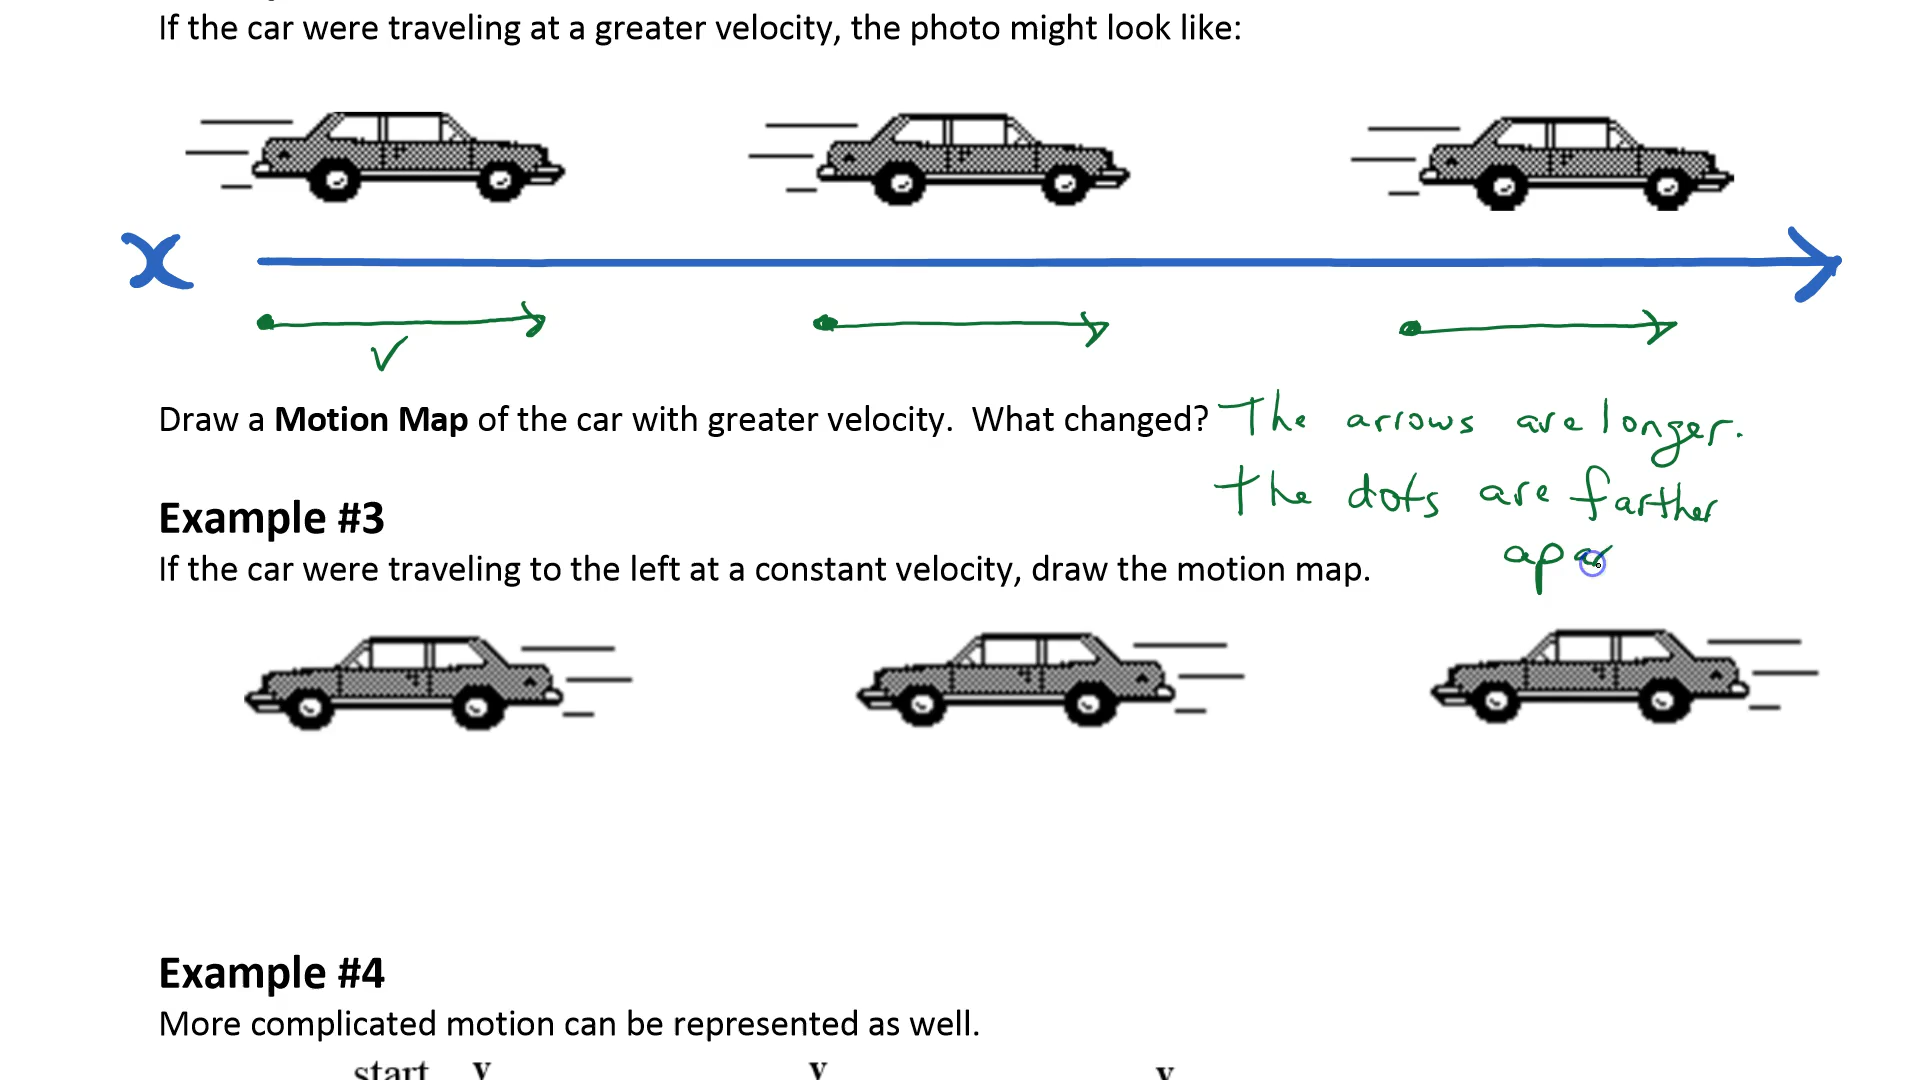 If the car were traveling at a greater velocity, the photo might look like:
x
v
Draw a Motion Map of the car with greater velocity. What changed? The arrows are longer.
The dots are farther
Example #3
apa
If the car were traveling to the left at a constant velocity, draw the motion map.
Example #4
More complicated motion can be represented as well.
start v v v